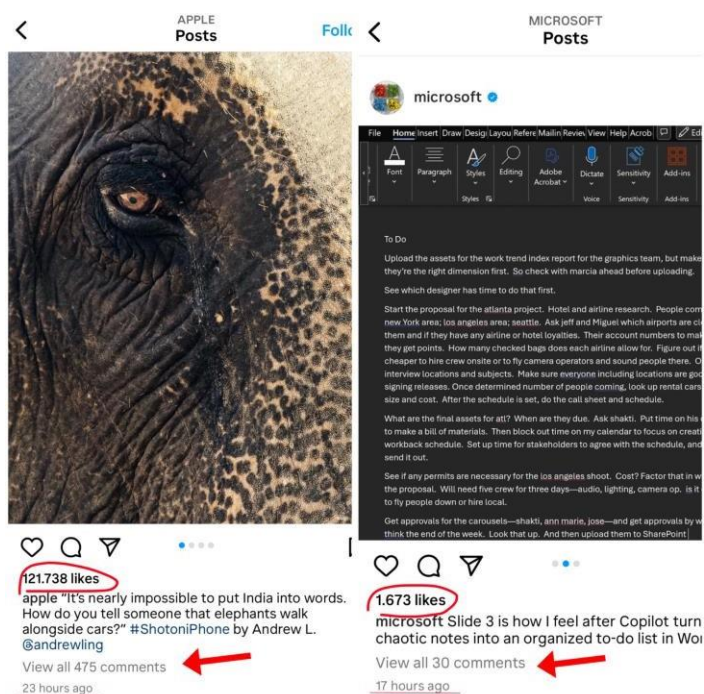 APPLE
Posts
Follo
121.738 likes
apple “It's nearly impossible to put India into words.
How do you tell someone that elephants walk
alongside cars?” #ShotoniPhone by Andrew L.
@andrewling
View all 475 comments
23 hours ago
MICROSOFT
Posts
microsoft
File Home Insert Draw Desig Layou Refere Mailin Review View Help Acrob Edi
Font Paragraph Styles Editing Adobe Acrobat Dictate Sensitivity Add-ins
Styles Voice Sensitivity Add-ins
To Do
Upload the assets for the work trend index report for the graphics team, but make
they're the right dimension first. So check with marcia ahead before uploading.
See which designer has time to do that first.
Start the proposal for the atlanta project. Hotel and airline research. People com
new York area; los angeles area; seattle. Ask jeff and Miguel which airports are cl
them and if they have any airline or hotel loyalties. Their account numbers to mak
they get points. How many checked bags does each airline allow for. Figure out if
cheaper to hire crew onsite or to fly camera operators and sound people there. O
interview locations and subjects. Make sure everyone including locations are goo
signing releases. Once determined number of people coming, look up rental cars
size and cost. After the schedule is set, do the call sheet and schedule.
What are the final assets for atl? When are they due. Ask shakti. Put time on his
to make a bill of materials. Then block out time on my calendar to focus on creati
workback schedule. Set up time for stakeholders to agree with the schedule, and
send it out.
See if any permits are necessary for the los angeles shoot. Cost? Factor that in w
the proposal. Will need five crew for three days—audio, lighting, camera op. is it
to fly people down or hire local.
Get approvals for the carousels—shakti, ann marie, jose—and get approvals by w
think the end of the week. Look that up. And then upload them to SharePoint
1.673 likes
microsoft Slide 3 is how I feel after Copilot turn
chaotic notes into an organized to-do list in Wor
View all 30 comments
17 hours ago